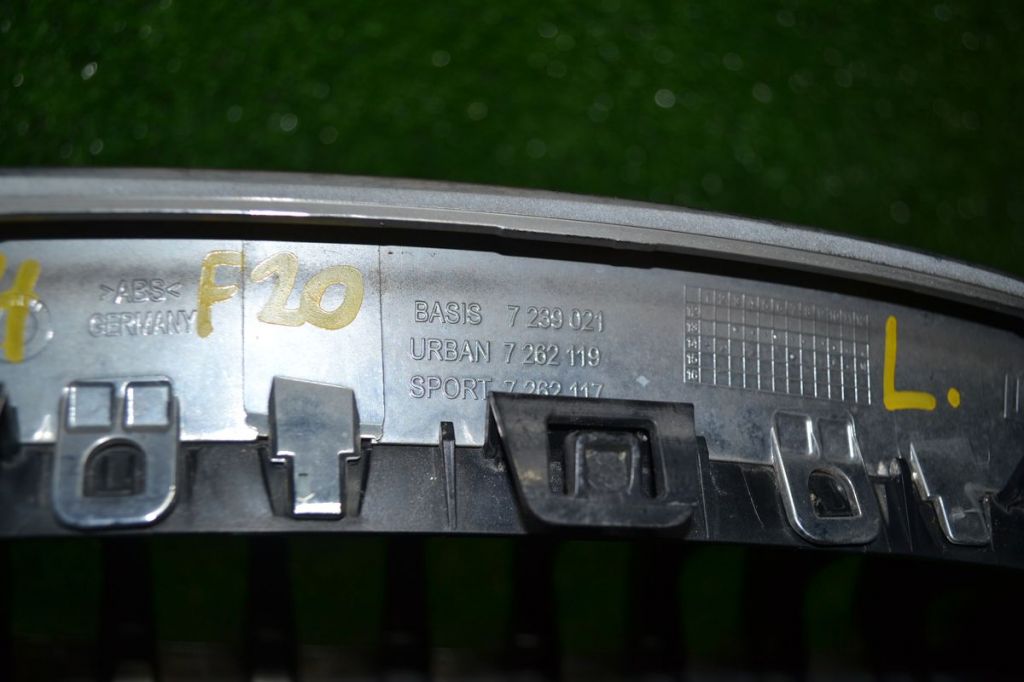 >ABS<
GERMANY
F20
BASIS 7 239 021
URBAN 7 262 119
SPORT 7 262 117
L.